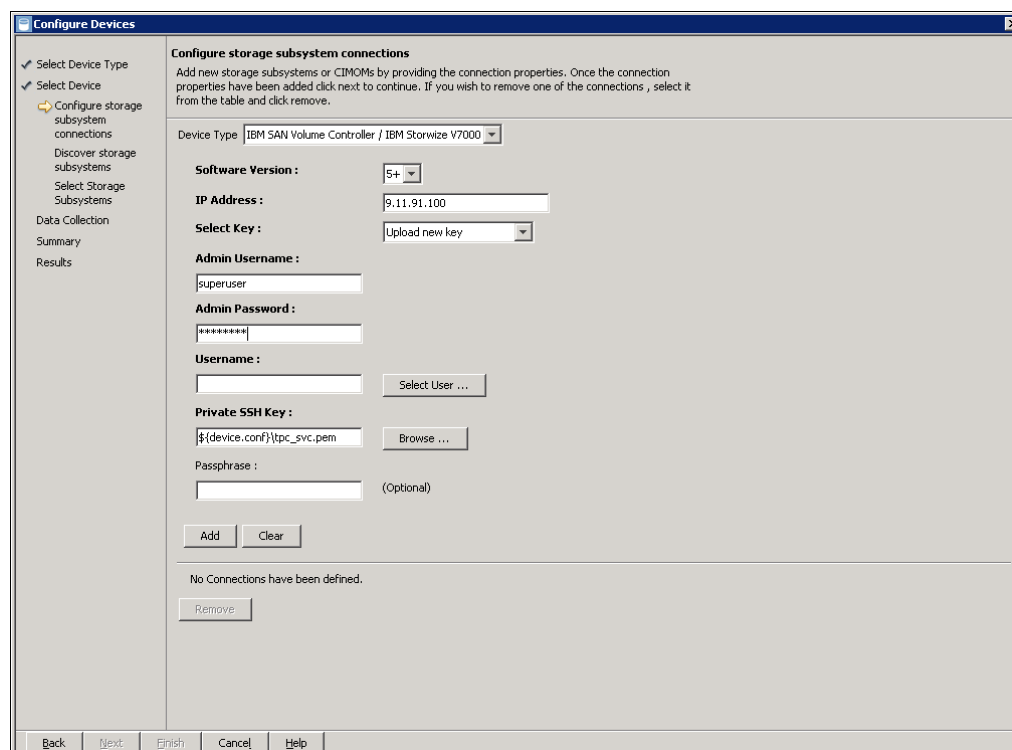 Configure Devices
Select Device Type
Select Device
Configure storage
subsystem
connections
Discover storage
subsystems
Select Storage
Subsystems
Data Collection
Summary
Results
Configure storage subsystem connections
Add new storage subsystems or CIMOMs by providing the connection properties. Once the connection
properties have been added click next to continue. If you wish to remove one of the connections , select it
from the table and click remove.
Device Type IBM SAN Volume Controller / IBM Storwize V7000
Software Version : 5+
IP Address : 9.11.91.100
Select Key : Upload new key
Admin Username :
superuser
Admin Password :
********
Username :
Select User ...
Private SSH Key :
${device.conf}\tpc_svc.pem Browse ...
Passphrase :
(Optional)
Add Clear
No Connections have been defined.
Remove
Back Next Finish Cancel Help